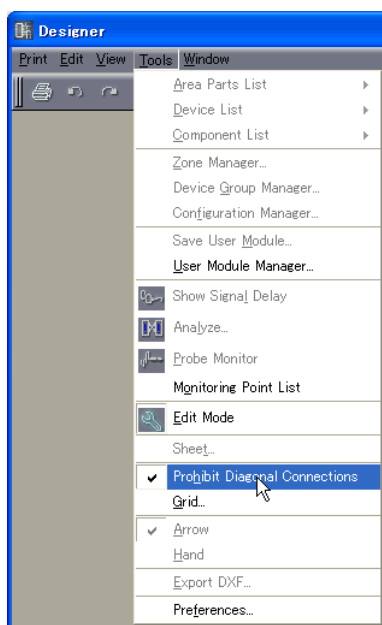 Designer
Print Edit View Tools Window
Area Parts List
Device List
Component List
Zone Manager...
Device Group Manager...
Configuration Manager...
Save User Module...
User Module Manager...
Show Signal Delay
Analyze...
Probe Monitor
Monitoring Point List
Edit Mode
Sheet...
Prohibit Diagonal Connections
Grid...
Arrow
Hand
Export DXF...
Preferences...